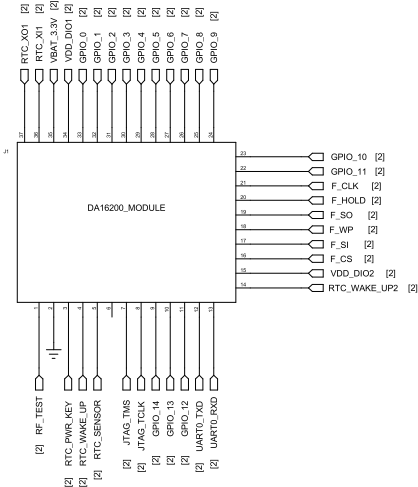 RTC_XO1 [2]
RTC_XI1 [2]
VBAT_3.3V [2]
VDD_DIO1 [2]
GPIO_0 [2]
GPIO_1 [2]
GPIO_2 [2]
GPIO_3 [2]
GPIO_4 [2]
GPIO_5 [2]
GPIO_6 [2]
GPIO_7 [2]
GPIO_8 [2]
GPIO_9 [2]
37 36 35 34 33 32 31 30 29 28 27 26 25 24
J1
DA16200_MODULE
23 GPIO_10 [2]
22 GPIO_11 [2]
21 F_CLK [2]
20 F_HOLD [2]
19 F_SO [2]
18 F_WP [2]
17 F_SI [2]
16 F_CS [2]
15 VDD_DIO2 [2]
14 RTC_WAKE_UP2 [2]
1 2 3 4 5 6 7 8 9 10 11 12 13
[2] RF_TEST
[2] RTC_PWR_KEY
[2] RTC_WAKE_UP
[2] RTC_SENSOR
[2] JTAG_TMS
[2] JTAG_TCLK
[2] GPIO_14
[2] GPIO_13
[2] GPIO_12
[2] UART0_TXD
[2] UART0_RXD